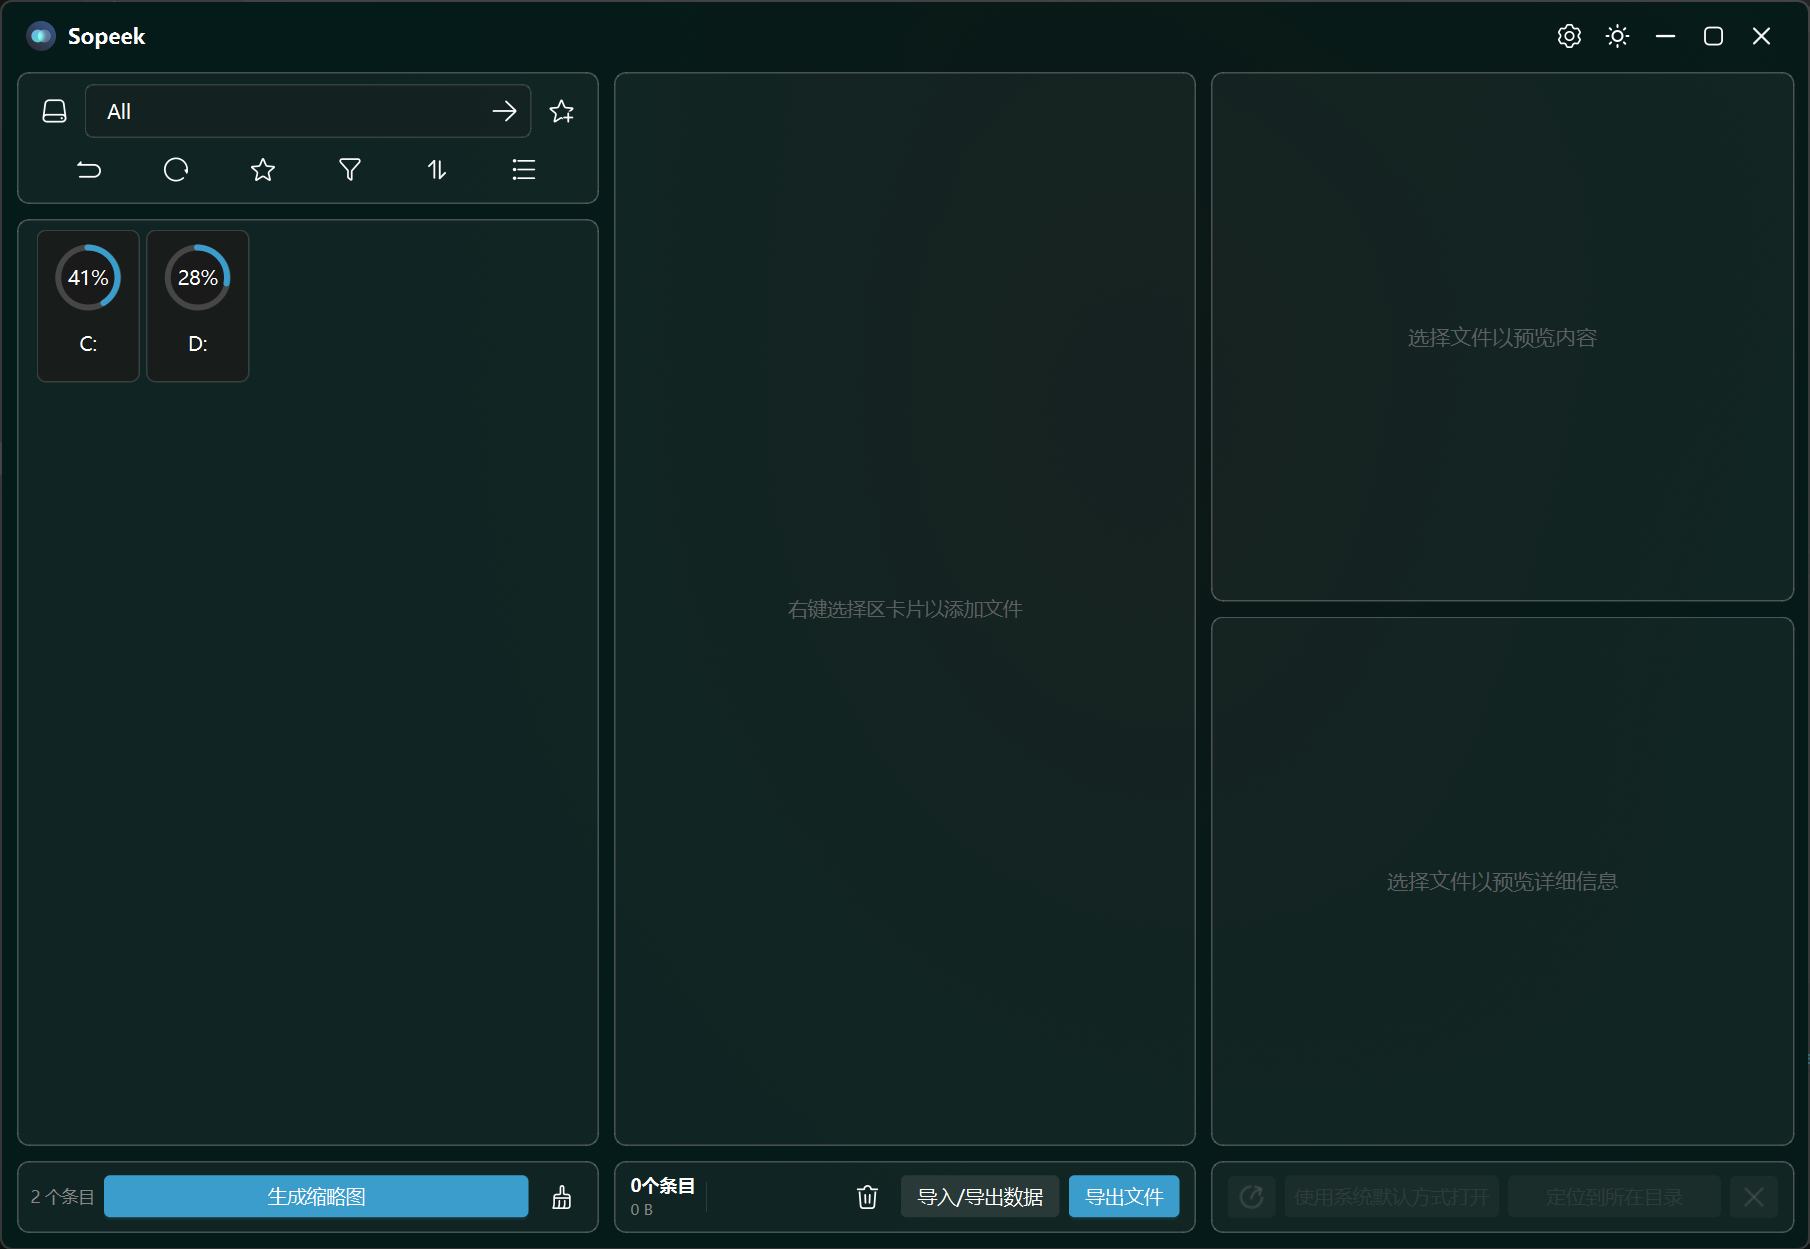 Sopeek
All
41%
28%
C:
D:
右键选择区卡片以添加文件
选择文件以预览内容
选择文件以预览详细信息
2 个条目
生成缩略图
0个条目
0 B
导入/导出数据
导出文件
使用系统默认方式打开
定位到所在目录